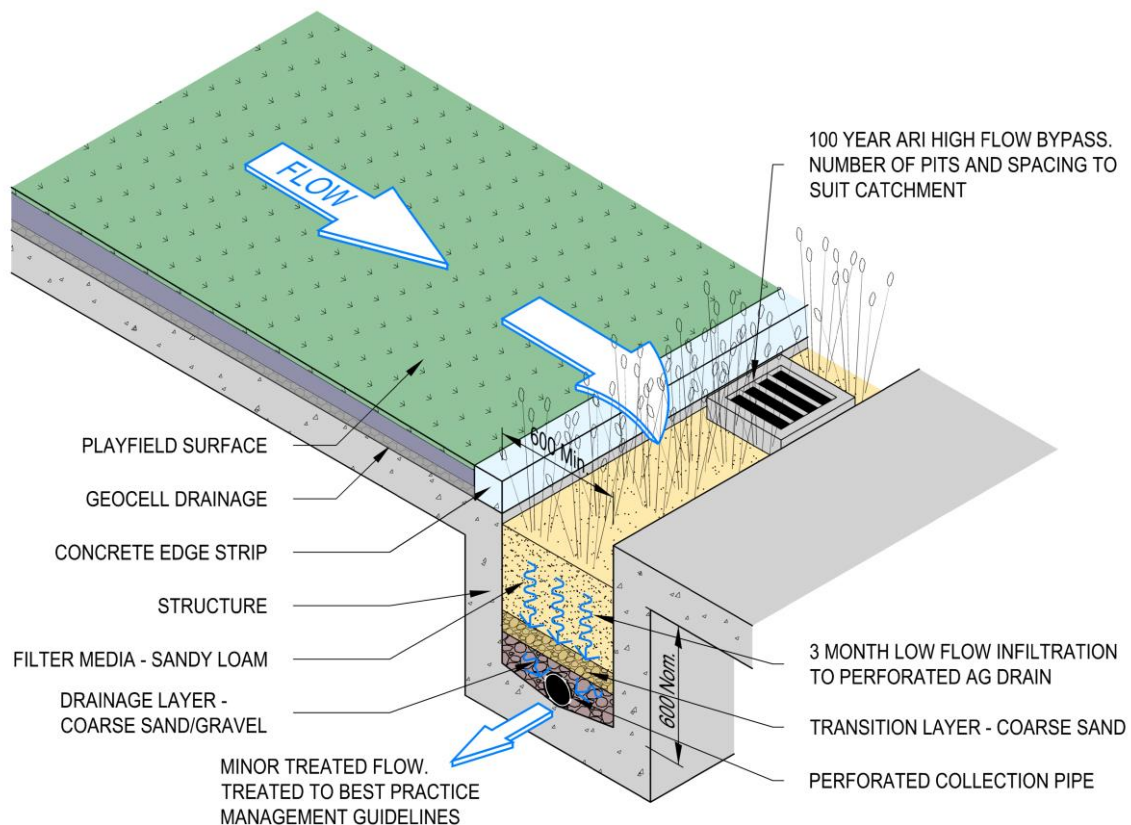 100 YEAR ARI HIGH FLOW BYPASS.
NUMBER OF PITS AND SPACING TO
SUIT CATCHMENT
FLOW
600 Min
PLAYFIELD SURFACE
GEOCELL DRAINAGE
CONCRETE EDGE STRIP
STRUCTURE
FILTER MEDIA - SANDY LOAM
DRAINAGE LAYER -
COARSE SAND/GRAVEL
MINOR TREATED FLOW.
TREATED TO BEST PRACTICE
MANAGEMENT GUIDELINES
600 Nom.
3 MONTH LOW FLOW INFILTRATION
TO PERFORATED AG DRAIN
TRANSITION LAYER - COARSE SAND
PERFORATED COLLECTION PIPE